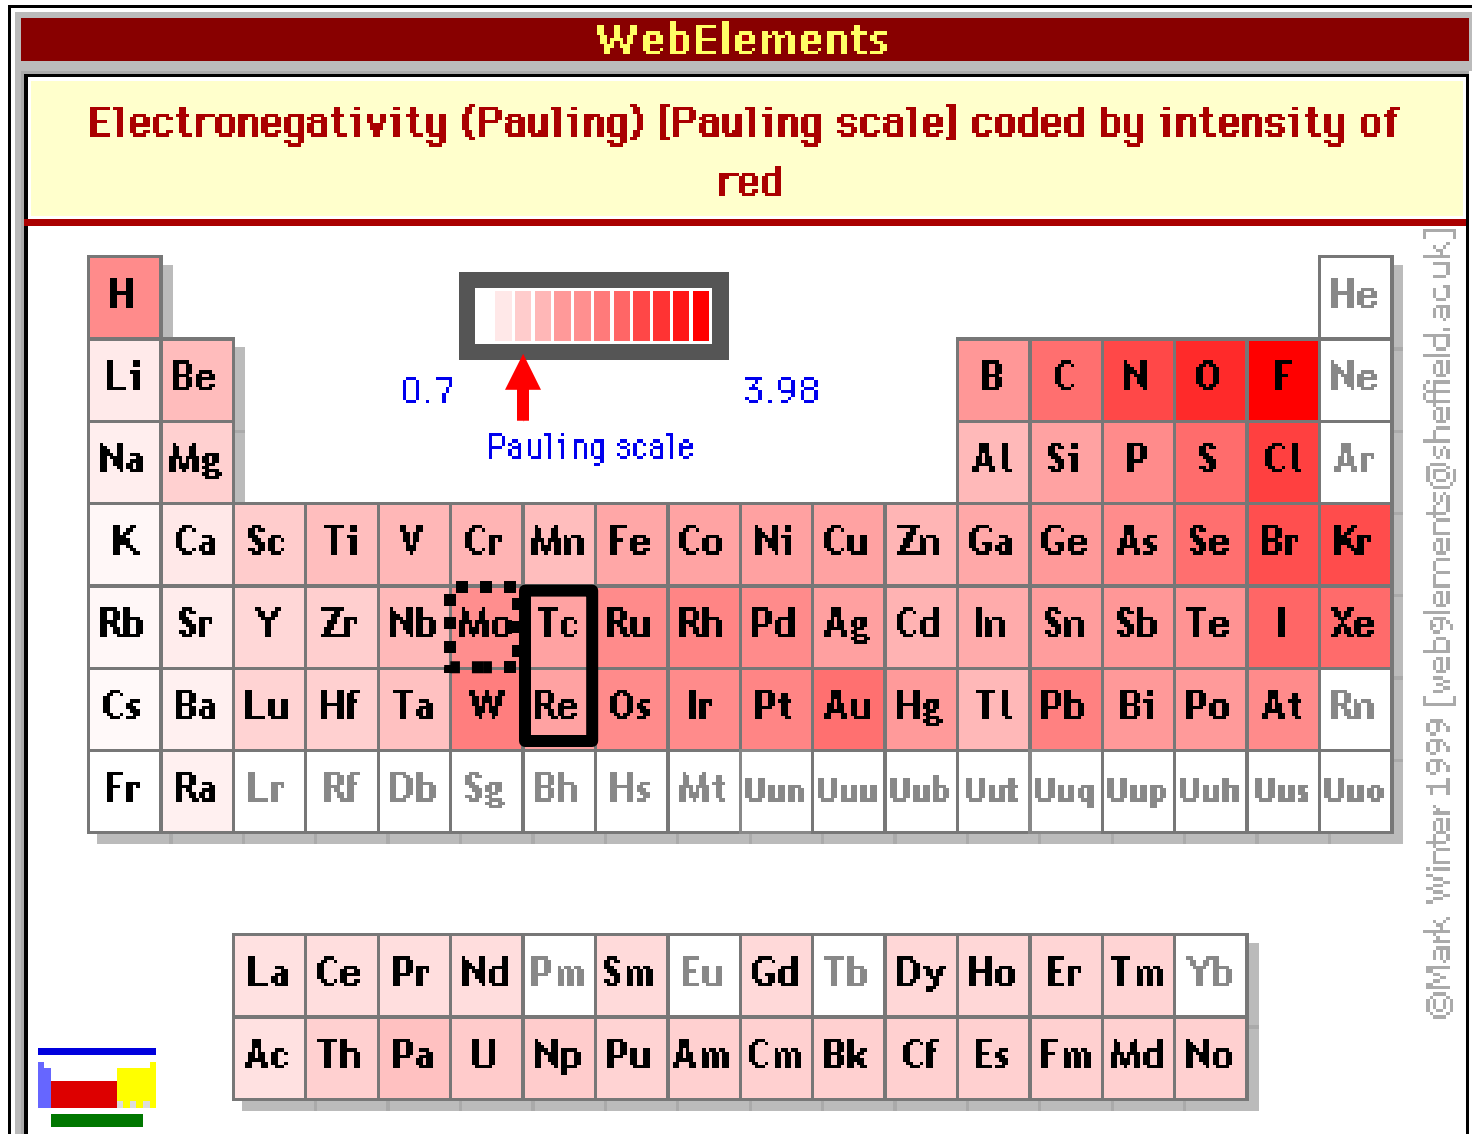 WebElements
Electronegativity (Pauling) [Pauling scale] coded by intensity of
red
H He
Li Be B C N O F Ne
0.7 3.98
Pauling scale
Na Mg Al Si P S Cl Ar
K Ca Sc Ti V Cr Mn Fe Co Ni Cu Zn Ga Ge As Se Br Kr
Rb Sr Y Zr Nb Mo Tc Ru Rh Pd Ag Cd In Sn Sb Te I Xe
Cs Ba Lu Hf Ta W Re Os Ir Pt Au Hg Tl Pb Bi Po At Rn
Fr Ra Lr Rf Db Sg Bh Hs Mt Uun Uuu Uub Uut Uuq Uup Uuh Uus Uuo
La Ce Pr Nd Pm Sm Eu Gd Tb Dy Ho Er Tm Yb
Ac Th Pa U Np Pu Am Cm Bk Cf Es Fm Md No
©Mark Winter 1999 [webelements@sheffield.ac.uk]